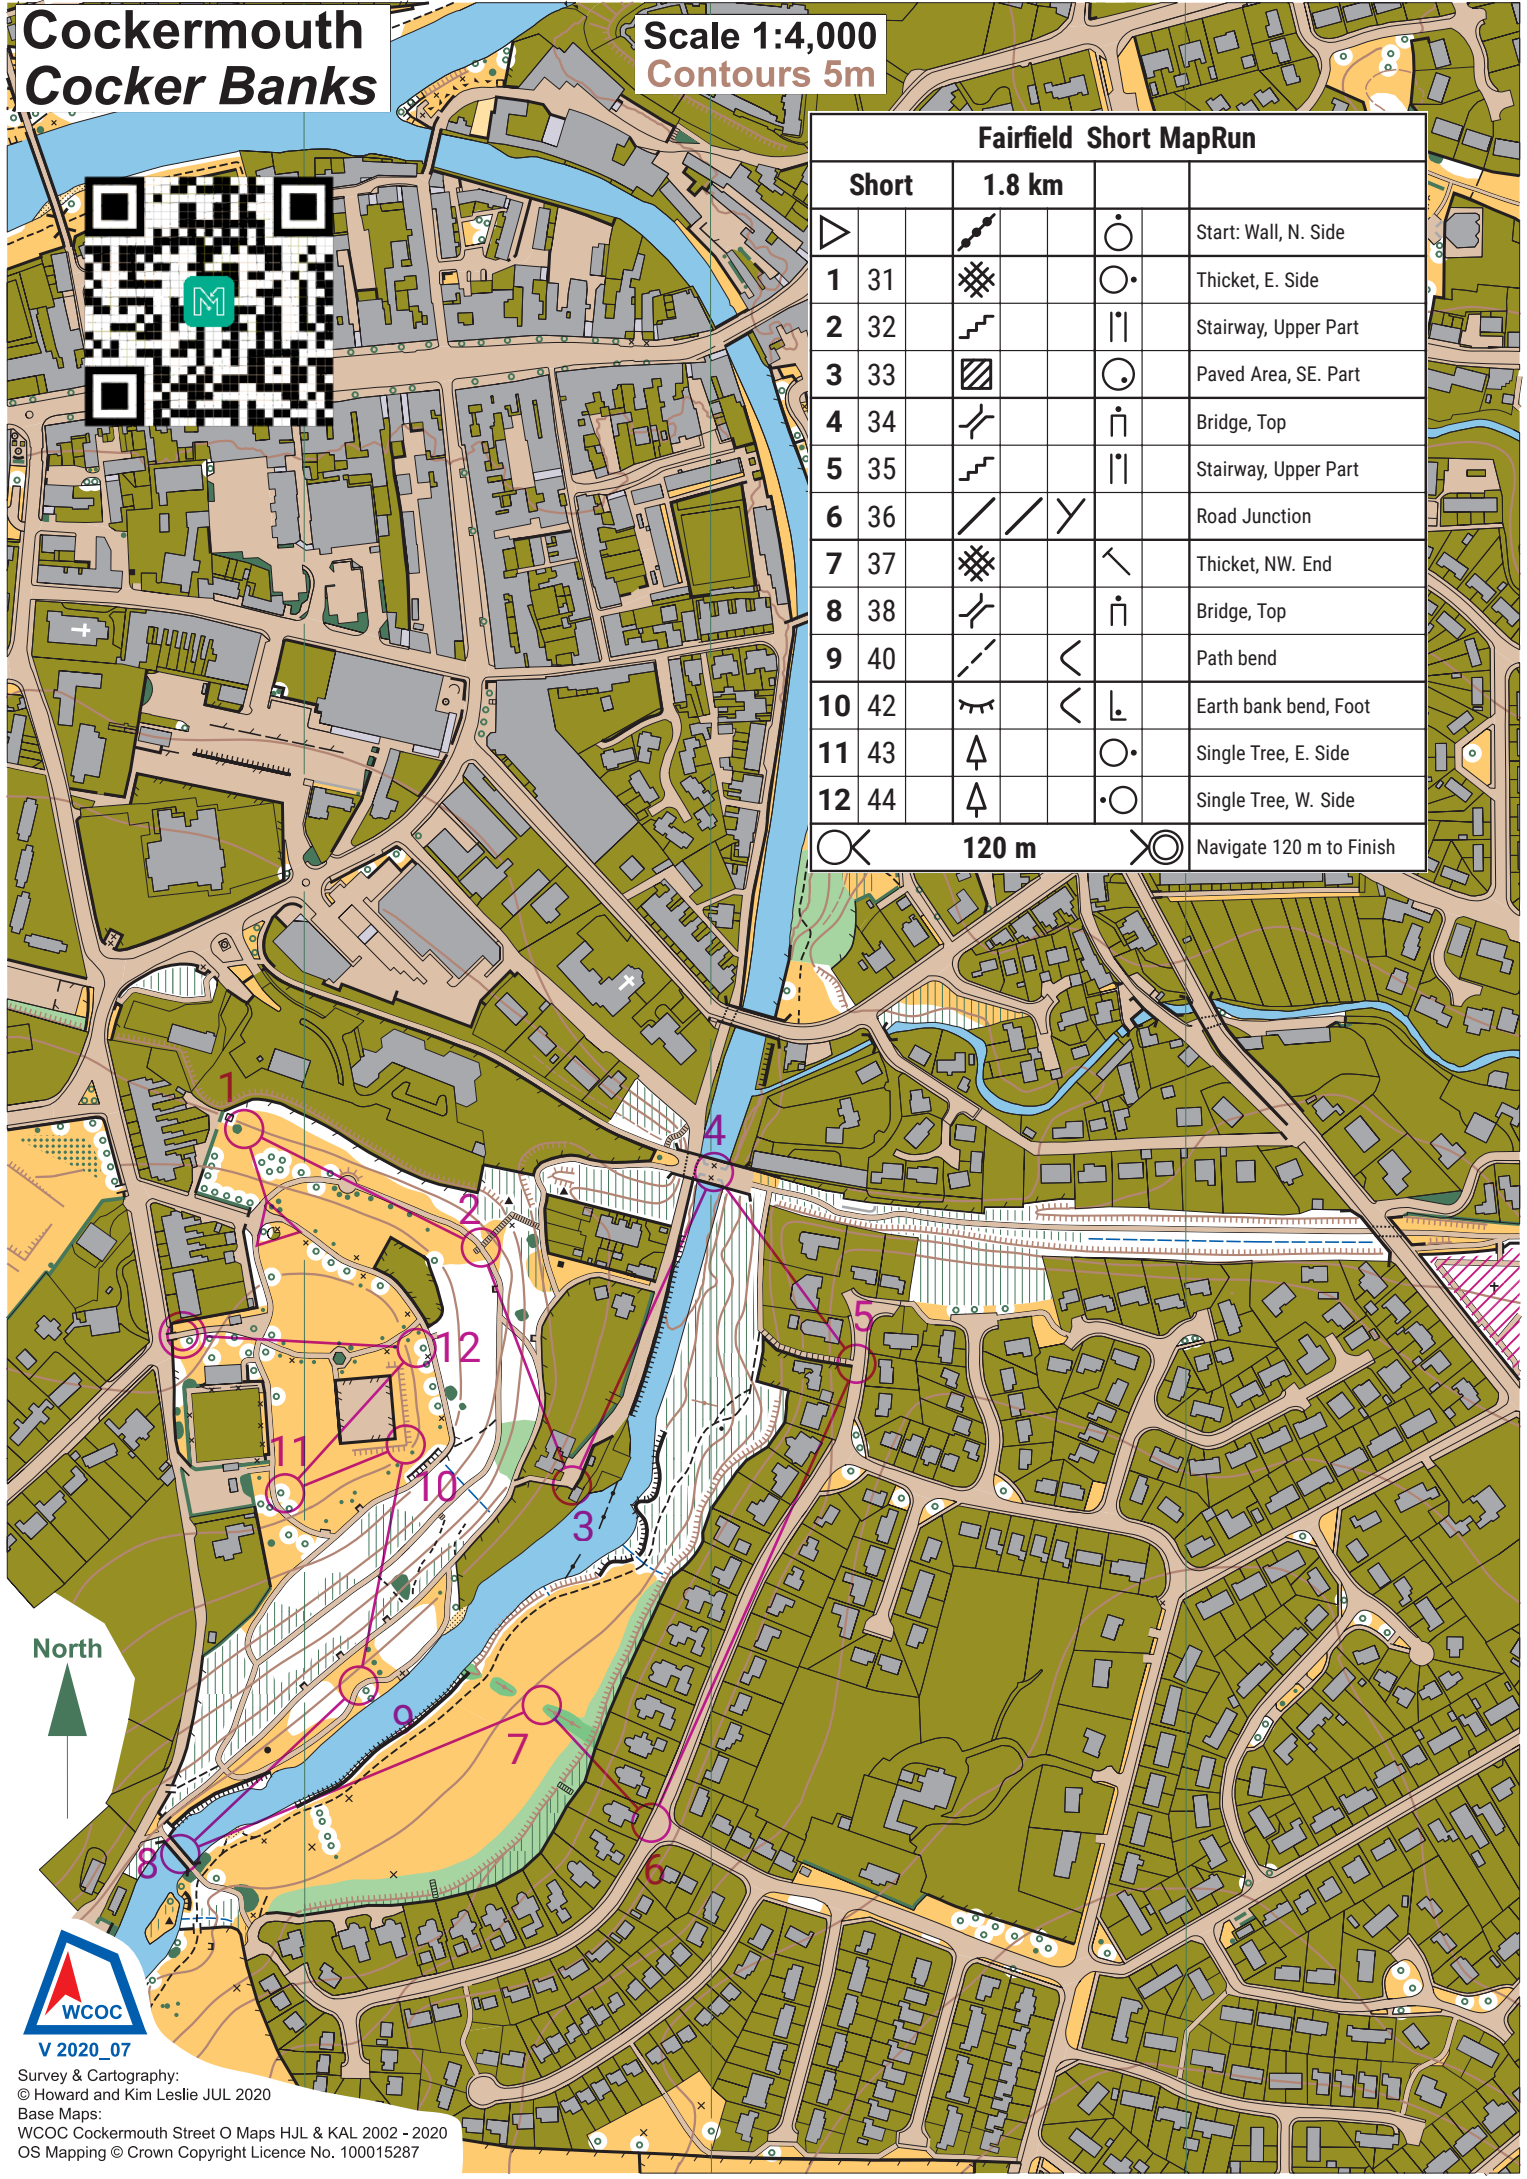 Cockermouth
Cocker Banks
Scale 1:4,000
Contours 5m
Fairfield Short MapRun
Short 1.8 km
Start: Wall, N. Side
1 31 Thicket, E. Side
2 32 Stairway, Upper Part
3 33 Paved Area, SE. Part
4 34 Bridge, Top
5 35 Stairway, Upper Part
6 36 Road Junction
7 37 Thicket, NW. End
8 38 Bridge, Top
9 40 Path bend
10 42 Earth bank bend, Foot
11 43 Single Tree, E. Side
12 44 Single Tree, W. Side
120 m Navigate 120 m to Finish
1
4
2
5
12
11
10
3
North
9
7
8
6
WCOC
V 2020_07
Survey & Cartography:
© Howard and Kim Leslie JUL 2020
Base Maps:
WCOC Cockermouth Street O Maps HJL & KAL 2002 - 2020
OS Mapping © Crown Copyright Licence No. 100015287